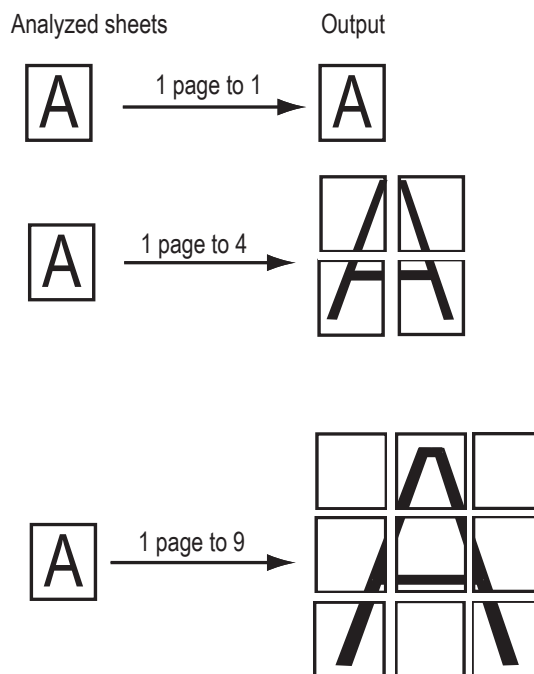 Analyzed sheets Output
A 1 page to 1 A
A 1 page to 4 A
A 1 page to 9 A